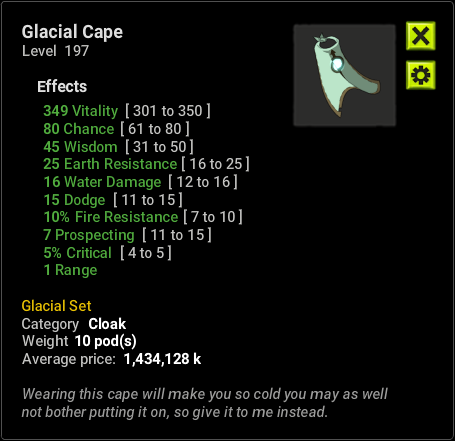 Glacial Cape
Level 197
Effects
349 Vitality [ 301 to 350 ]
80 Chance [ 61 to 80 ]
45 Wisdom [ 31 to 50 ]
25 Earth Resistance [ 16 to 25 ]
16 Water Damage [ 12 to 16 ]
15 Dodge [ 11 to 15 ]
10% Fire Resistance [ 7 to 10 ]
7 Prospecting [ 11 to 15 ]
5% Critical [ 4 to 5 ]
1 Range
Glacial Set
Category Cloak
Weight 10 pod(s)
Average price: 1,434,128 k
Wearing this cape will make you so cold you may as well
not bother putting it on, so give it to me instead.